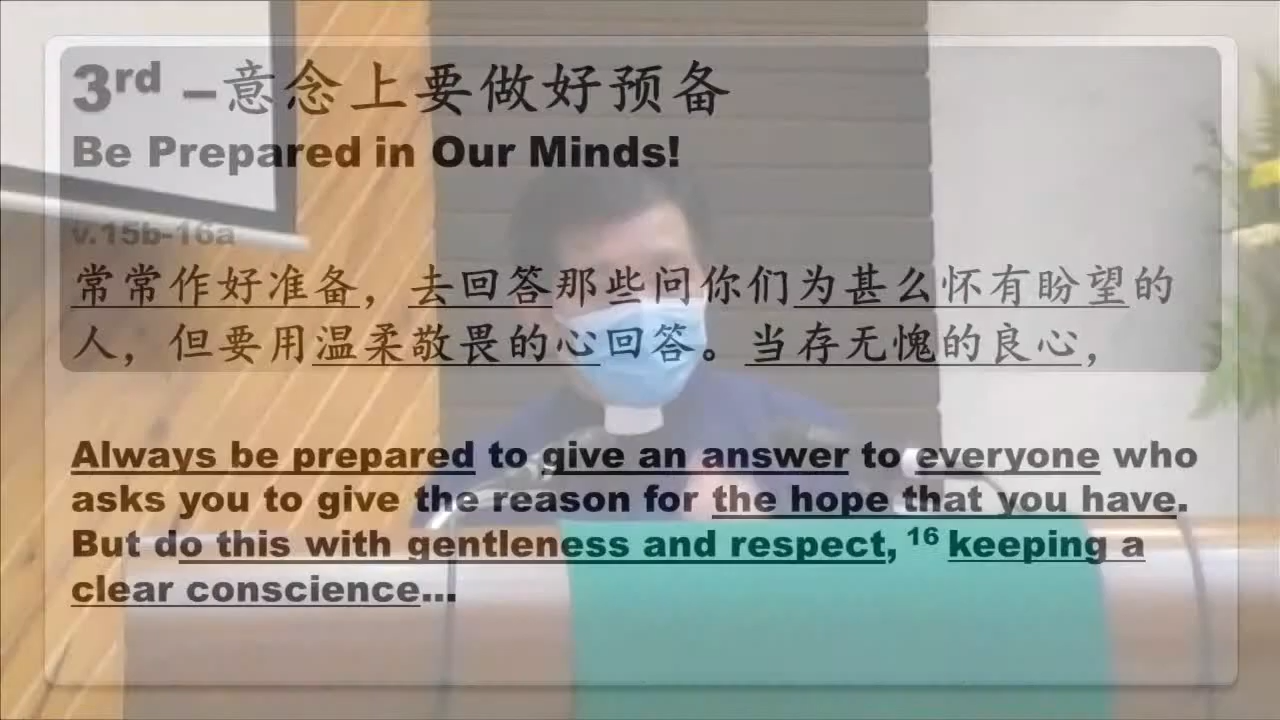 3rd –意念上要做好预备
Be Prepared in Our Minds!
v.15b-16a
常常作好准备，去回答那些问你们为甚么怀有盼望的
人，但要用温柔敬畏的心回答。当存无愧的良心，
Always be prepared to give an answer to everyone who
asks you to give the reason for the hope that you have.
But do this with gentleness and respect, 16 keeping a
clear conscience...